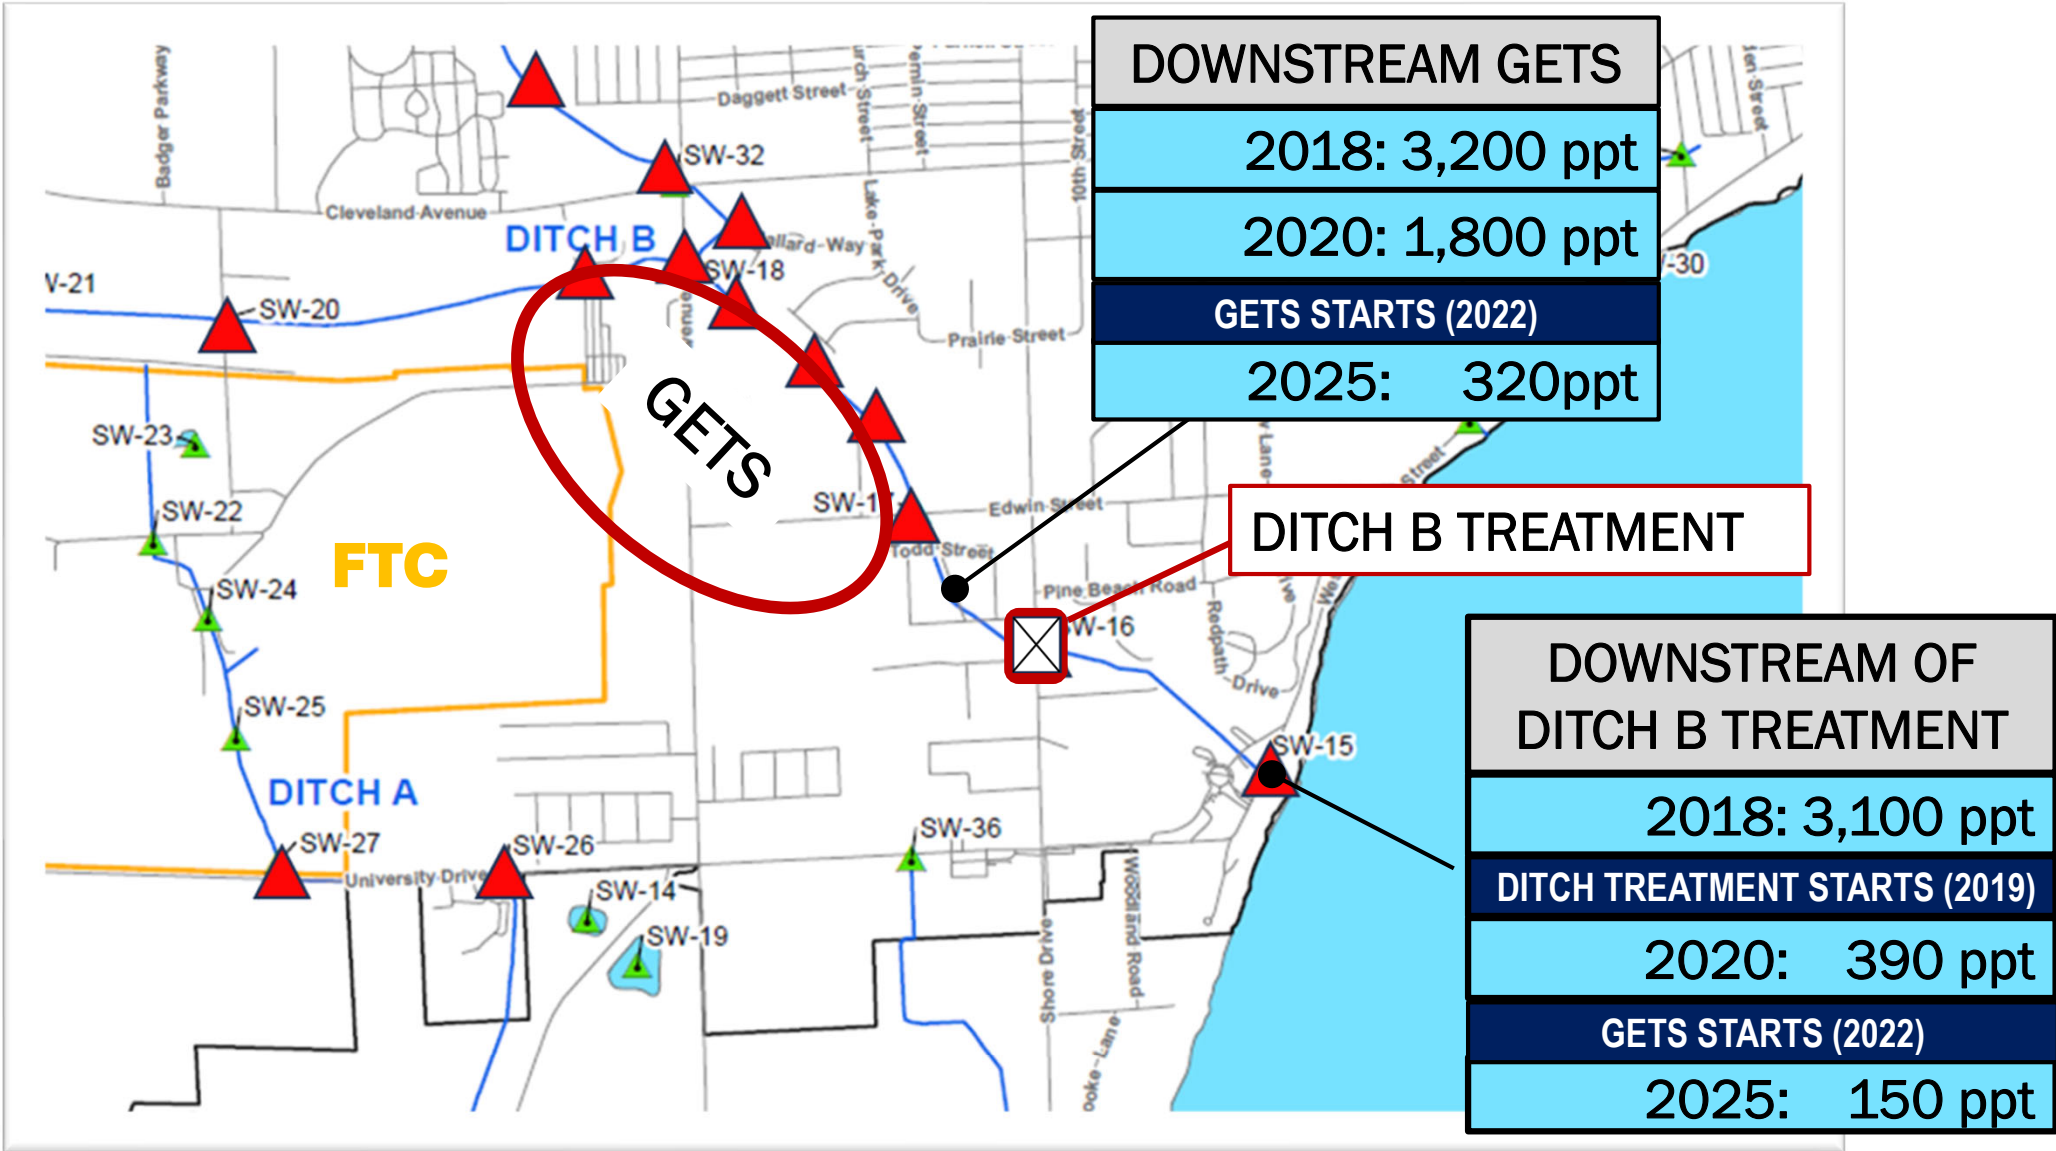 DOWNSTREAM GETS
2018: 3,200 ppt
2020: 1,800 ppt
GETS STARTS (2022)
2025: 320ppt
DITCH B TREATMENT
DOWNSTREAM OF
DITCH B TREATMENT
2018: 3,100 ppt
DITCH TREATMENT STARTS (2019)
2020: 390 ppt
GETS STARTS (2022)
2025: 150 ppt
Badger Parkway
Daggett Street
10th Street
SW-32
Cleveland Avenue
DITCH B
Lake Park Drive
SW-18
SW-20
Prairie Street
GETS
SW-23
SW-22
SW-17
Edwin Street
Todd Street
Street
FTC
Pine Beach Road
SW-24
SW-16
Redpath Drive
SW-25
SW-15
DITCH A
SW-27
SW-26
SW-36
University Drive
SW-14
SW-19
Shore Drive
Woodland Road